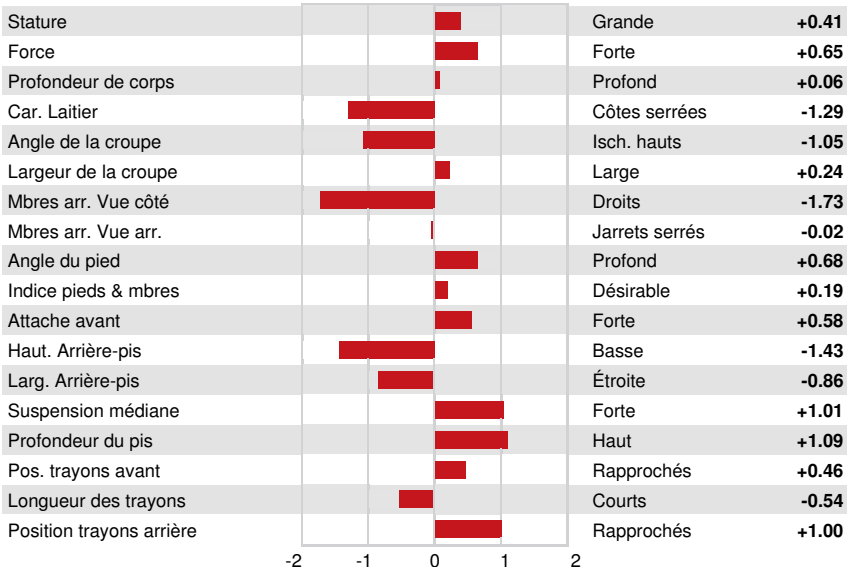 Stature Grande +0.41
Force Forte +0.65
Profondeur de corps Profond +0.06
Car. Laitier Côtes serrées -1.29
Angle de la croupe Isch. hauts -1.05
Largeur de la croupe Large +0.24
Mbres arr. Vue côté Droits -1.73
Mbres arr. Vue arr. Jarrets serrés -0.02
Angle du pied Profond +0.68
Indice pieds & mbres Désirable +0.19
Attache avant Forte +0.58
Haut. Arrière-pis Basse -1.43
Larg. Arrière-pis Étroite -0.86
Suspension médiane Forte +1.01
Profondeur du pis Haut +1.09
Pos. trayons avant Rapprochés +0.46
Longueur des trayons Courts -0.54
Position trayons arrière Rapprochés +1.00
-2 -1 0 1 2